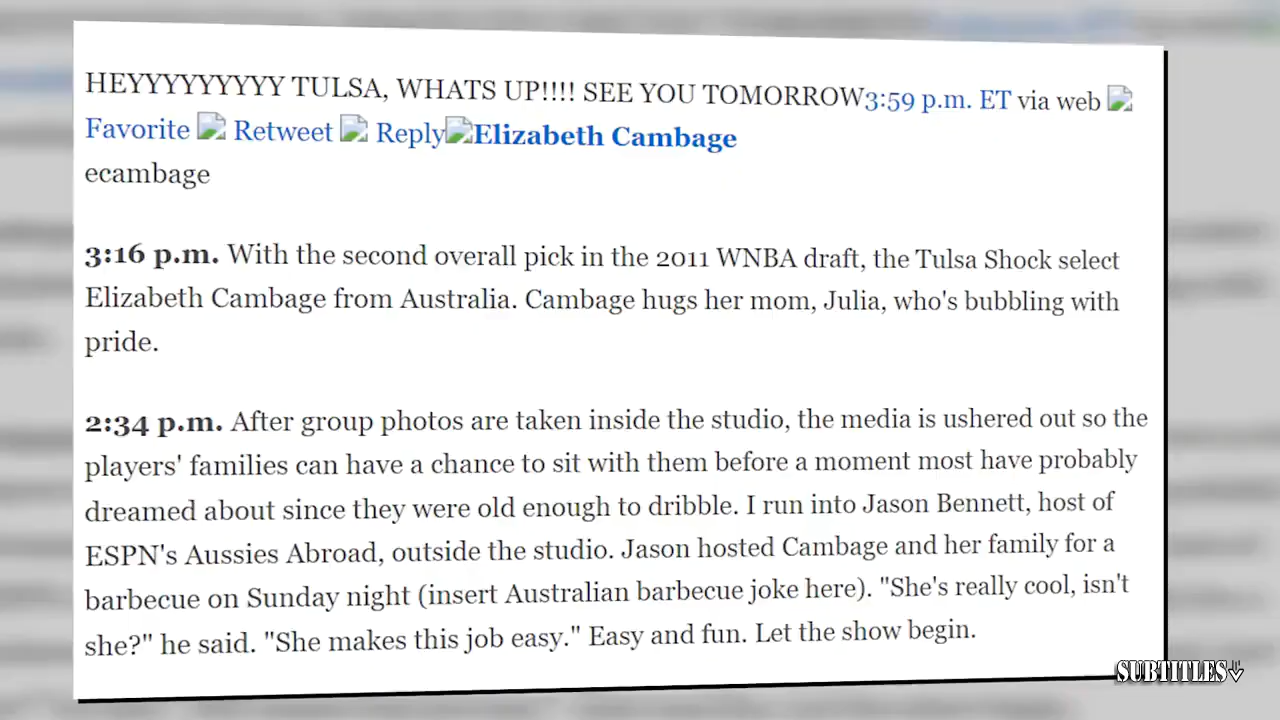 HEYYYYYYYYY TULSA, WHATS UP!!!! SEE YOU TOMORROW3:59 p.m. ET via web
Favorite Retweet ReplyElizabeth Cambage
ecambage
3:16 p.m. With the second overall pick in the 2011 WNBA draft, the Tulsa Shock select
Elizabeth Cambage from Australia. Cambage hugs her mom, Julia, who's bubbling with
pride.
2:34 p.m. After group photos are taken inside the studio, the media is ushered out so the
players' families can have a chance to sit with them before a moment most have probably
dreamed about since they were old enough to dribble. I run into Jason Bennett, host of
ESPN's Aussies Abroad, outside the studio. Jason hosted Cambage and her family for a
barbecue on Sunday night (insert Australian barbecue joke here). "She's really cool, isn't
she?" he said. "She makes this job easy." Easy and fun. Let the show begin.
SUBTITLES